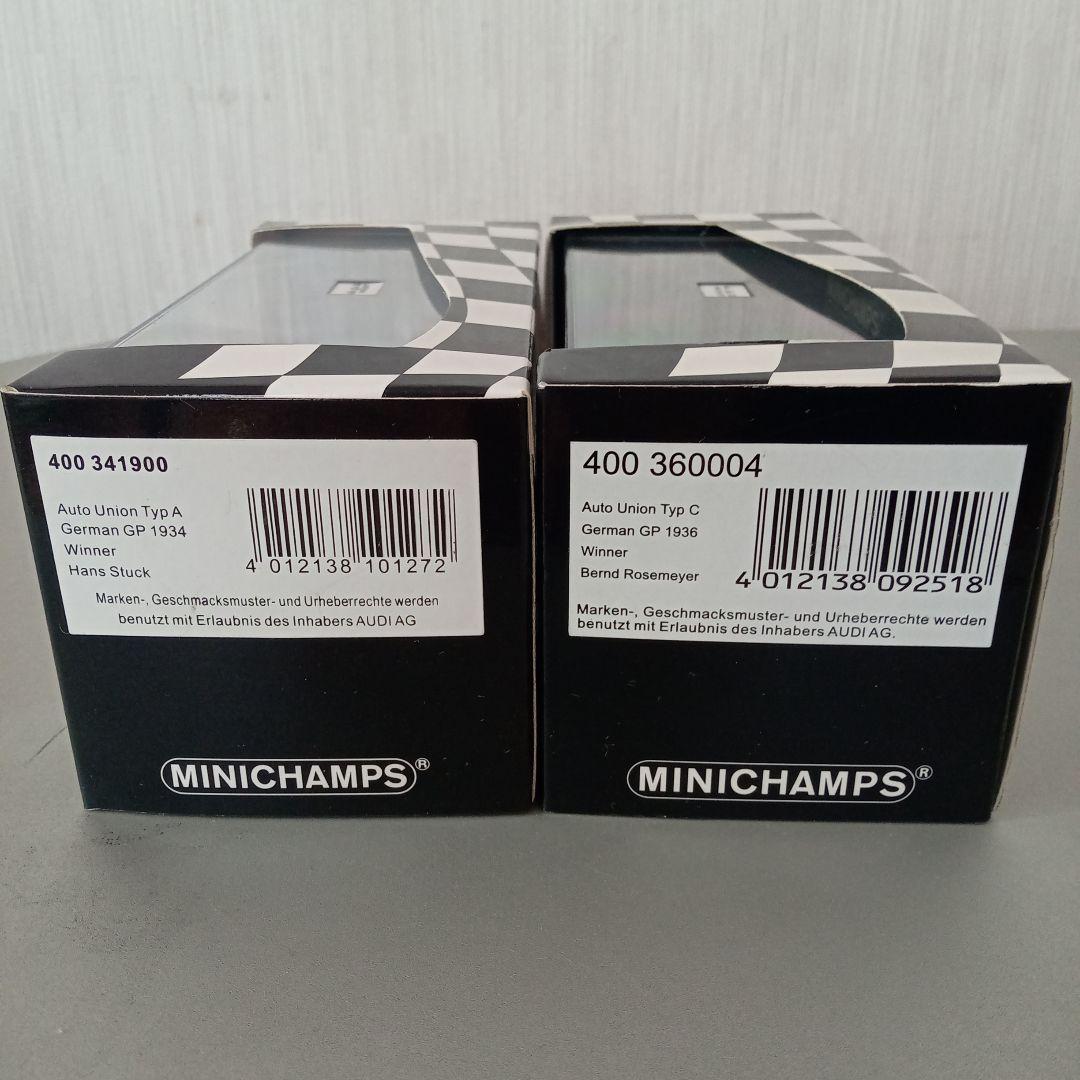 400 341900
Auto Union Typ A
German GP 1934
Winner
Hans Stuck
4 012138 101272
Marken-, Geschmacksmuster- und Urheberrechte werden
benutzt mit Erlaubnis des Inhabers AUDI AG
MINICHAMPS®
400 360004
Auto Union Typ C
German GP 1936
Winner
Bernd Rosemeyer
4 012138 092518
Marken-, Geschmacksmuster- und Urheberrechte werden
benutzt mit Erlaubnis des Inhabers AUDI AG.
MINICHAMPS®